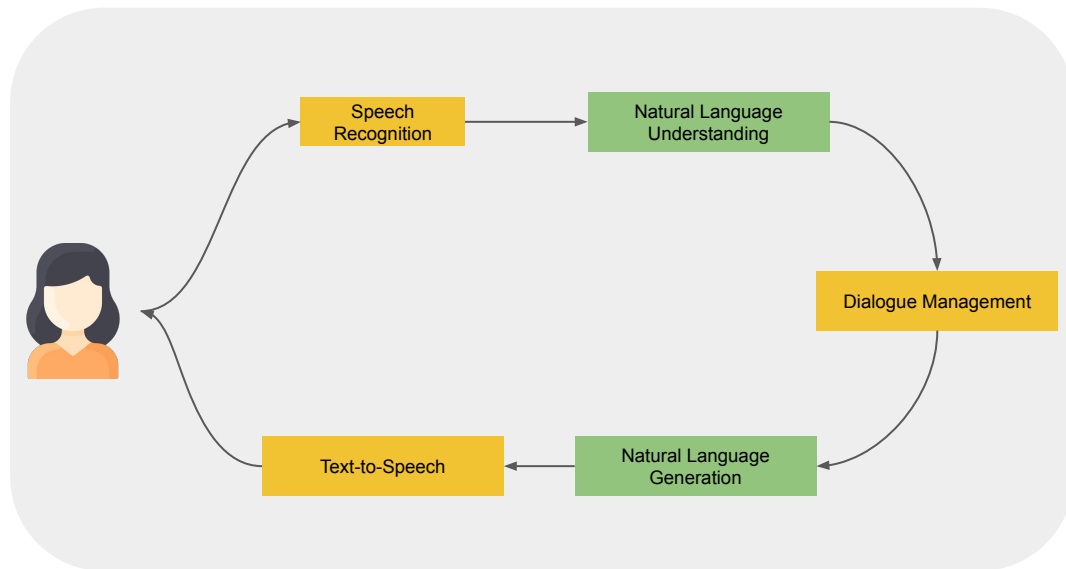 Speech
Recognition
Natural Language
Understanding
Dialogue Management
Natural Language
Generation
Text-to-Speech